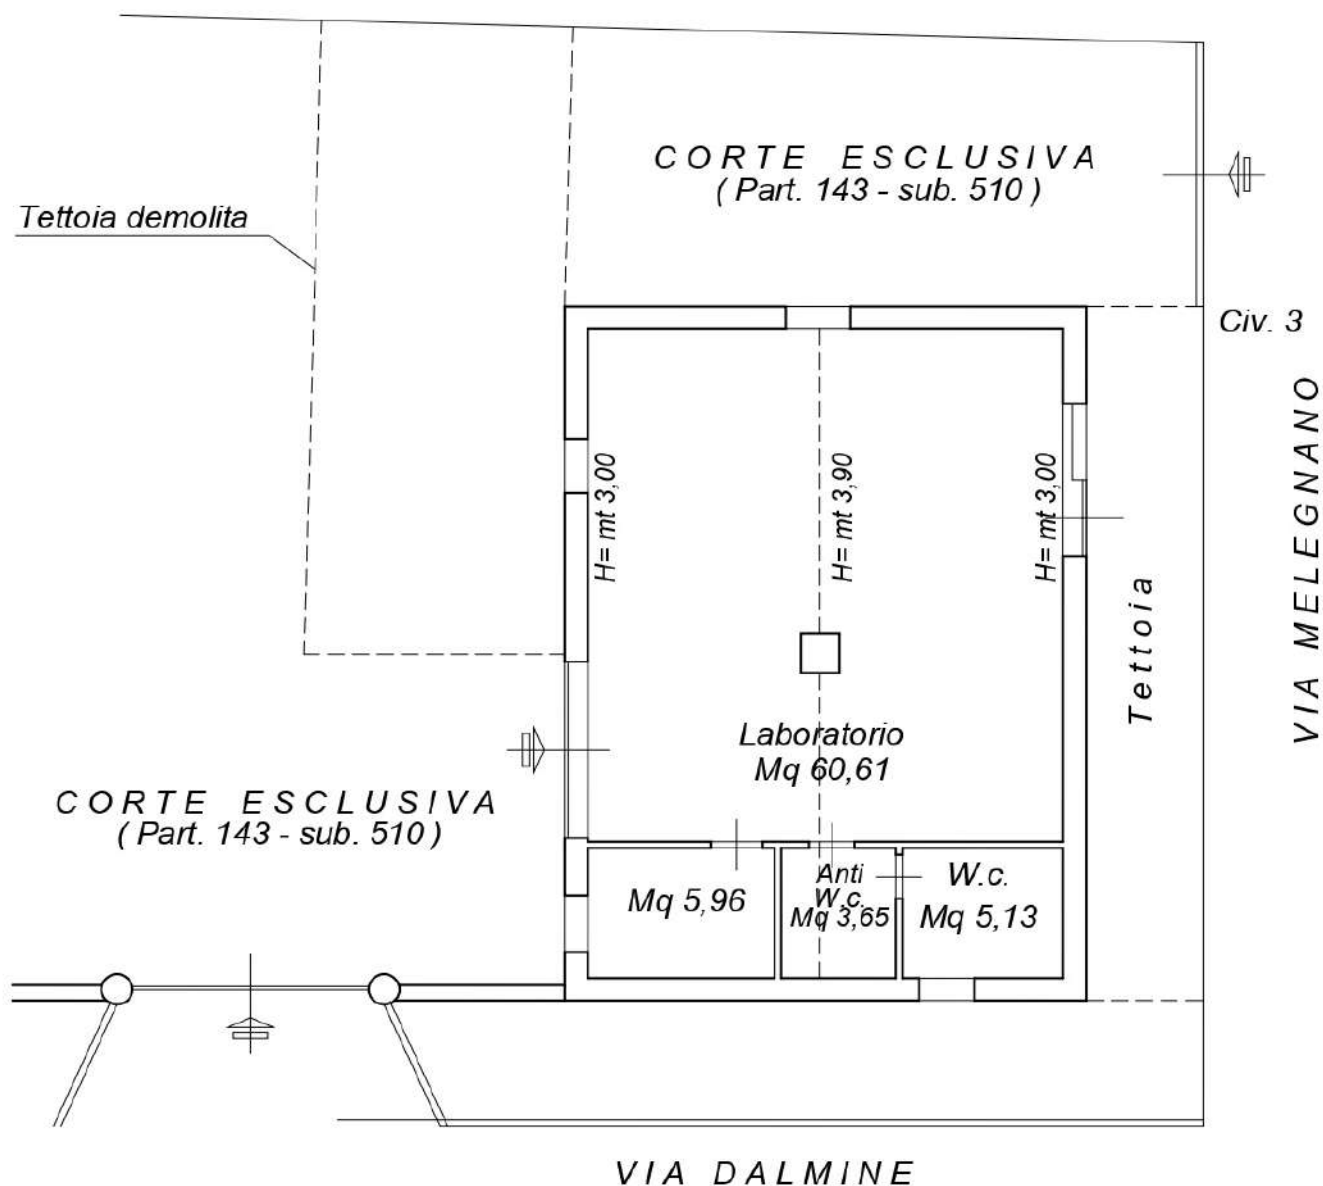 CORTE ESCLUSIVA
( Part. 143 - sub. 510 )
Tettoia demolita
Civ. 3
VIA MELEGNANO
H= mt 3,00
H= mt 3,90
H= mt 3,00
Tettoia
Laboratorio
Mq 60,61
CORTE ESCLUSIVA
( Part. 143 - sub. 510 )
Mq 5,96
Anti
W.c.
Mq 3,65
W.c.
Mq 5,13
VIA DALMINE